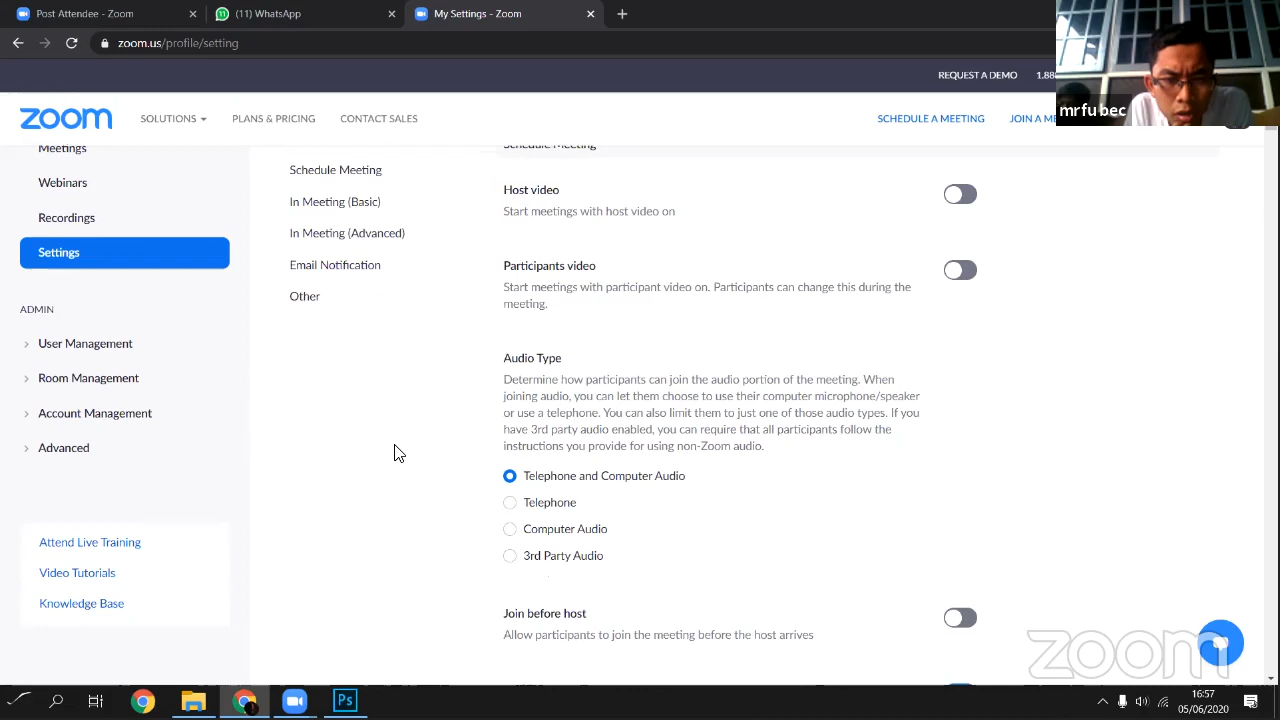 Post Attendee - Zoom
(11) WhatsApp
My Settings - Zoom
zoom.us/profile/setting
REQUEST A DEMO
1.88
mrfu bec
zoom
SOLUTIONS
PLANS & PRICING
CONTACT SALES
SCHEDULE A MEETING
JOIN A ME
Meetings
Webinars
Recordings
Settings
ADMIN
User Management
Room Management
Account Management
Advanced
Attend Live Training
Video Tutorials
Knowledge Base
Schedule Meeting
In Meeting (Basic)
In Meeting (Advanced)
Email Notification
Other
Schedule Meeting
Host video
Start meetings with host video on
Participants video
Start meetings with participant video on. Participants can change this during the
meeting.
Audio Type
Determine how participants can join the audio portion of the meeting. When
joining audio, you can let them choose to use their computer microphone/speaker
or use a telephone. You can also limit them to just one of those audio types. If you
have 3rd party audio enabled, you can require that all participants follow the
instructions you provide for using non-Zoom audio.
Telephone and Computer Audio
Telephone
Computer Audio
3rd Party Audio
Join before host
Allow participants to join the meeting before the host arrives
zoom
Ps
16:57
05/06/2020